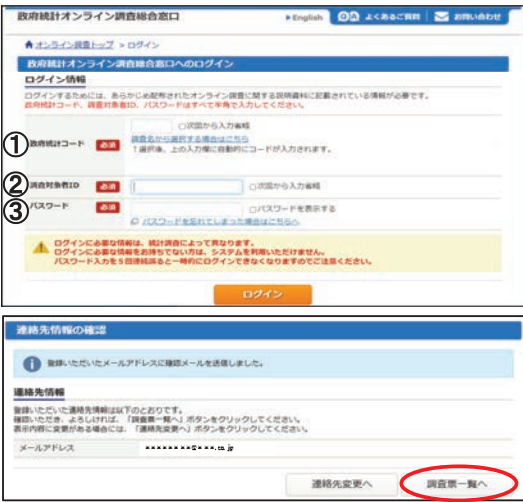 政府統計オンライン調査総合窓口
English
Q&A よくあるご質問
お問い合わせ
オンライン調査トップ > ログイン
政府統計オンライン調査総合窓口へのログイン
ログイン情報
ログインするためには、あらかじめ配布されたオンライン調査に関する説明資料に記載されている情報が必要です。
政府統計コード、調査対象者ID、パスワードはすべて半角で入力してください。
□次回から入力省略
① 政府統計コード 必須
調査名から選択する場合はこちら
↑選択後、上の入力欄に自動的にコードが入力されます。
② 調査対象者ID 必須 □次回から入力省略
③ パスワード 必須 □パスワードを表示する
パスワードを忘れてしまった場合はこちらへ
ログインに必要な情報は、統計調査によって異なります。
ログインに必要な情報をお持ちでない方は、システムを利用いただけません。
パスワード入力を5回連続誤ると一時的にログインできなくなりますのでご注意ください。
ログイン
連絡先情報の確認
登録いただいたメールアドレスに確認メールを送信しました。
連絡先情報
登録いただいた連絡先情報は以下のとおりです。
確認いただき、よろしければ、「調査票一覧へ」ボタンをクリックしてください。
表示内容に変更がある場合には、「連絡先変更へ」ボタンをクリックしてください。
メールアドレス
連絡先変更へ
調査票一覧へ